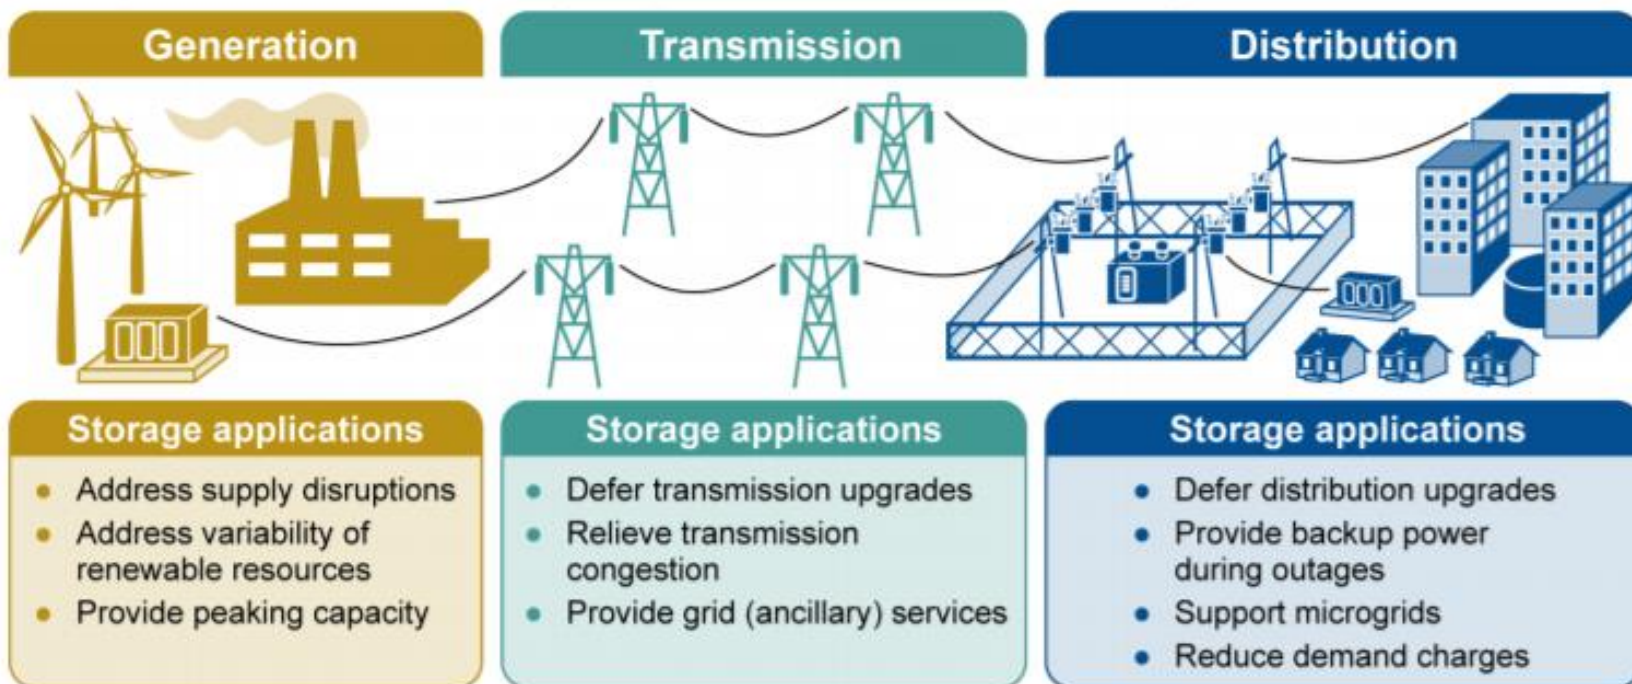 Generation
Transmission
Distribution
Storage applications
● Address supply disruptions
● Address variability of
renewable resources
● Provide peaking capacity
Storage applications
● Defer transmission upgrades
● Relieve transmission
congestion
● Provide grid (ancillary) services
Storage applications
● Defer distribution upgrades
● Provide backup power
during outages
● Support microgrids
● Reduce demand charges